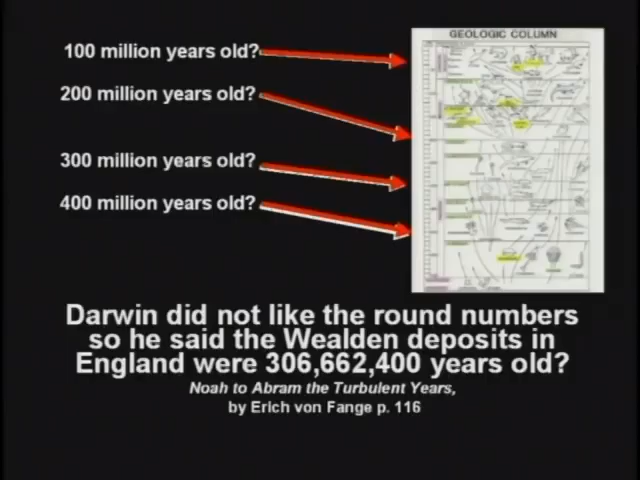 GEOLOGIC COLUMN
100 million years old?
200 million years old?
300 million years old?
400 million years old?
Darwin did not like the round numbers
so he said the Wealden deposits in
England were 306,662,400 years old?
Noah to Abram the Turbulent Years,
by Erich von Fange p. 116